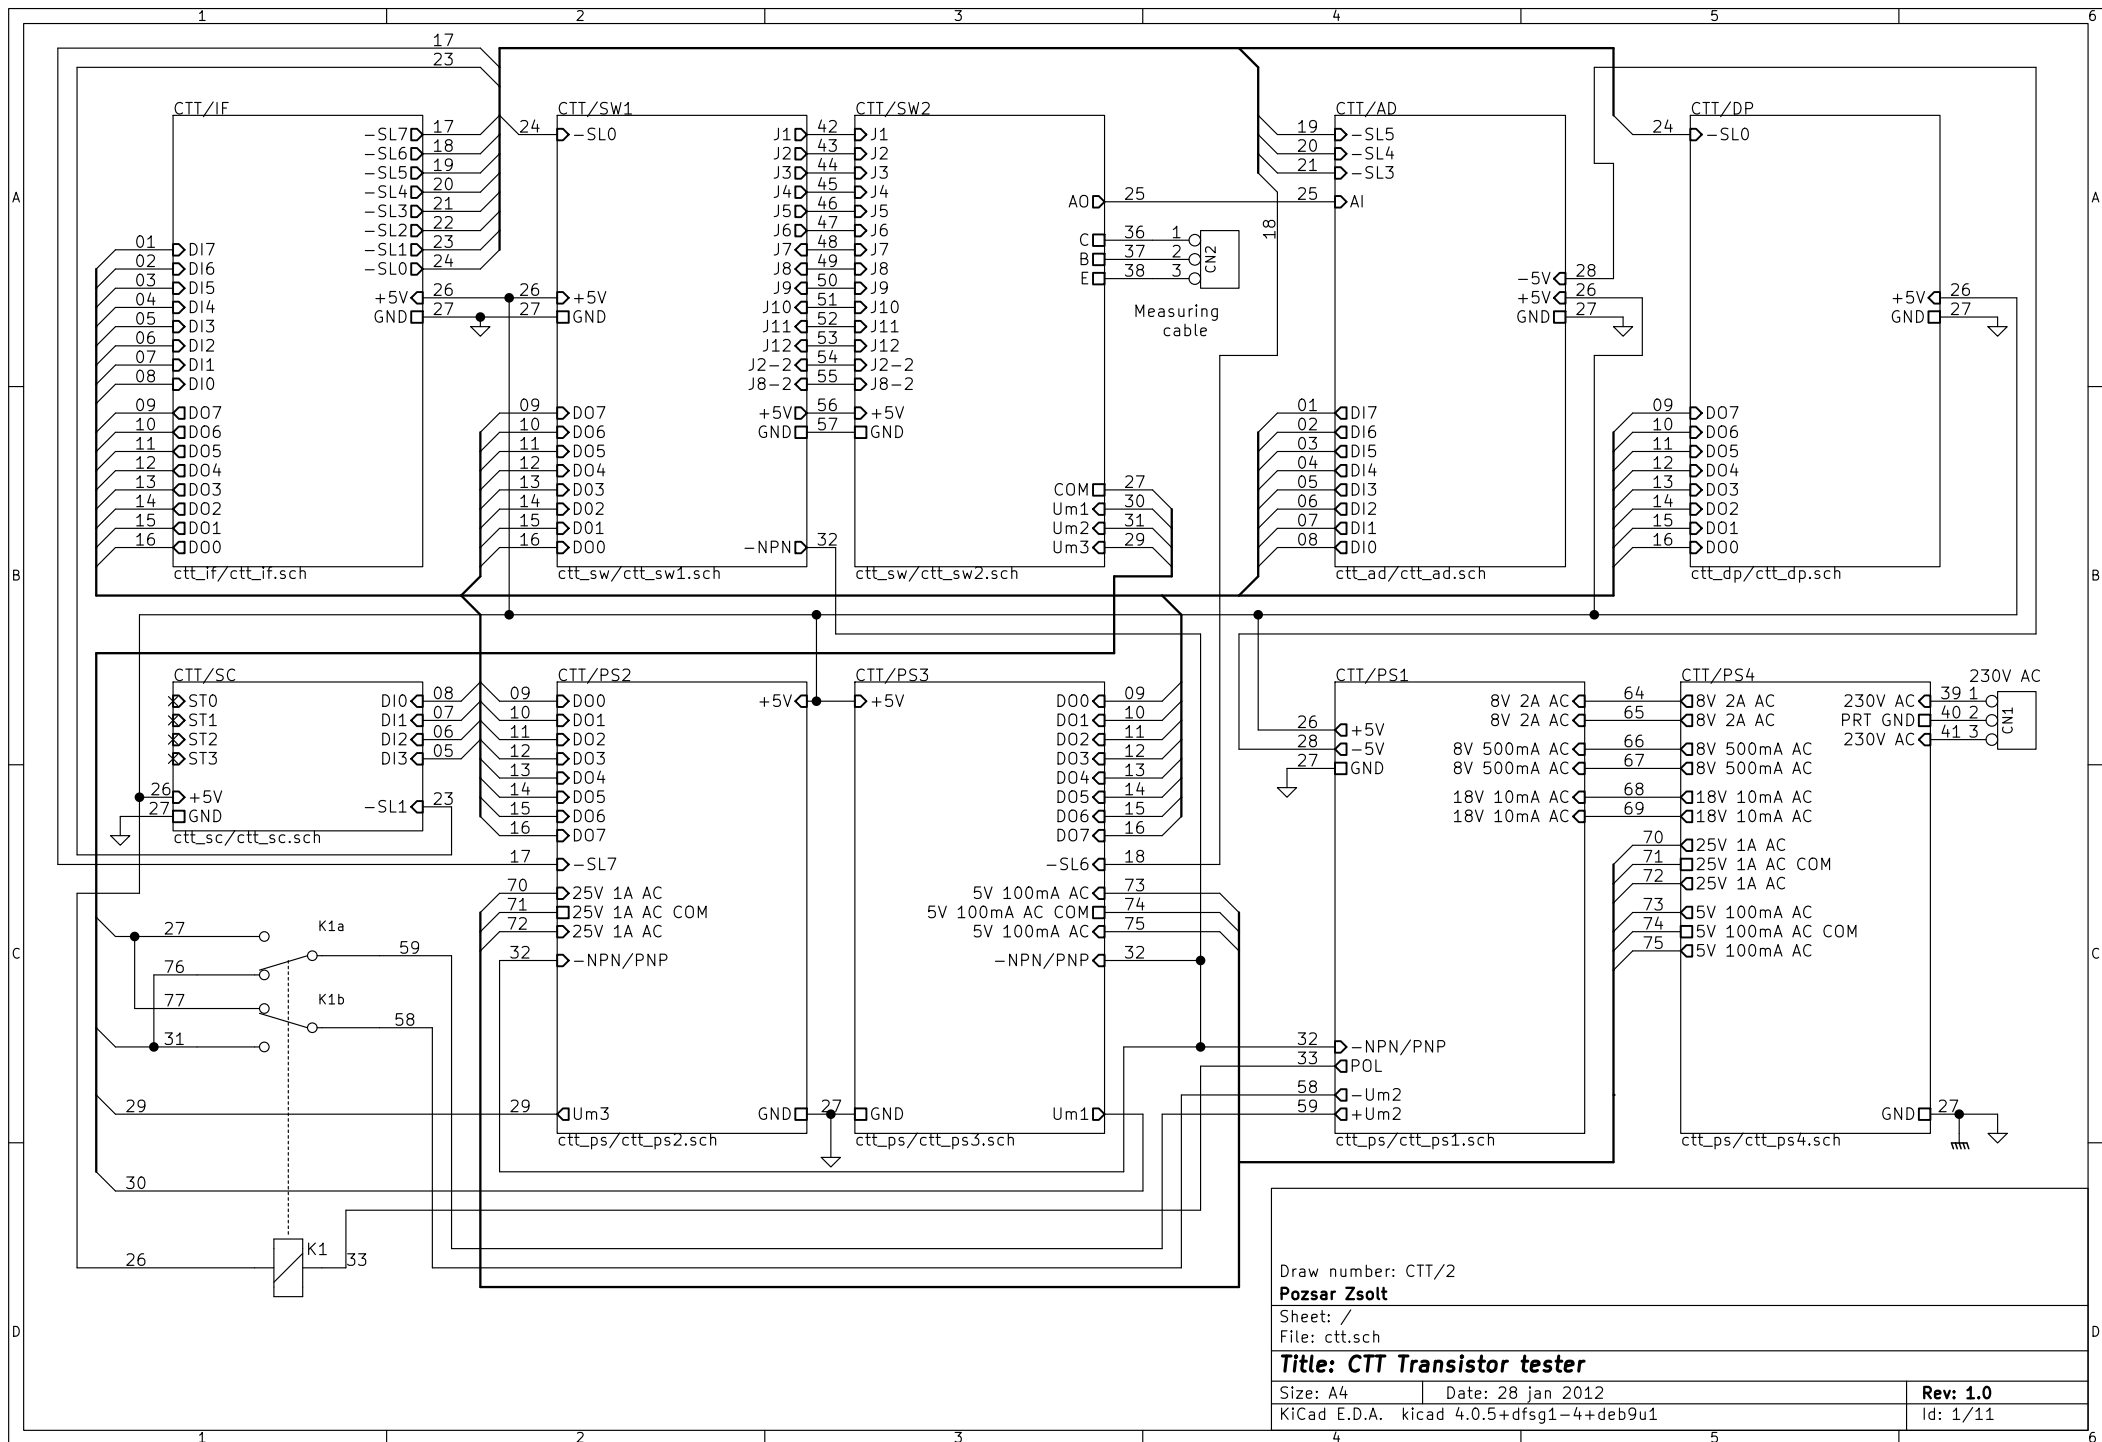 1 2 3 4 5 6
A
B
C
D
17
23
CTT/IF
-SL7 17
-SL6 18
-SL5 19
-SL4 20
-SL3 21
-SL2 22
-SL1 23
-SL0 24
+5V 26
GND 27
01 DI7
02 DI6
03 DI5
04 DI4
05 DI3
06 DI2
07 DI1
08 DI0
09 DO7
10 DO6
11 DO5
12 DO4
13 DO3
14 DO2
15 DO1
16 DO0
ctt_if/ctt_if.sch
CTT/SW1
24 -SL0
26 +5V
27 GND
09 DO7
10 DO6
11 DO5
12 DO4
13 DO3
14 DO2
15 DO1
16 DO0
J1 42 J1
J2 43 J2
J3 44 J3
J4 45 J4
J5 46 J5
J6 47 J6
J7 48 J7
J8 49 J8
J9 50 J9
J10 51 J10
J11 52 J11
J12 53 J12
J2-2 54 J2-2
J8-2 55 J8-2
+5V 56 +5V
GND 57 GND
-NPN 32
ctt_sw/ctt_sw1.sch
CTT/SW2
AO 25
C 36 1
B 37 2
E 38 3
CN2
Measuring
cable
COM 27
Um1 30
Um2 31
Um3 29
ctt_sw/ctt_sw2.sch
18
CTT/AD
19 -SL5
20 -SL4
21 -SL3
25 AI
-5V 28
+5V 26
GND 27
01 DI7
02 DI6
03 DI5
04 DI4
05 DI3
06 DI2
07 DI1
08 DI0
ctt_ad/ctt_ad.sch
CTT/DP
24 -SL0
+5V 26
GND 27
09 DO7
10 DO6
11 DO5
12 DO4
13 DO3
14 DO2
15 DO1
16 DO0
ctt_dp/ctt_dp.sch
CTT/SC
ST0
ST1
ST2
ST3
DI0 08
DI1 07
DI2 06
DI3 05
26 +5V
27 GND
-SL1 23
ctt_sc/ctt_sc.sch
CTT/PS2
09 DO0
10 DO1
11 DO2
12 DO3
13 DO4
14 DO5
15 DO6
16 DO7
17 -SL7
70 25V 1A AC
71 25V 1A AC COM
72 25V 1A AC
32 -NPN/PNP
29 Um3
+5V
GND 27
ctt_ps/ctt_ps2.sch
CTT/PS3
+5V
DO0 09
DO1 10
DO2 11
DO3 12
DO4 13
DO5 14
DO6 15
DO7 16
-SL6 18
5V 100mA AC 73
5V 100mA AC COM 74
5V 100mA AC 75
-NPN/PNP 32
GND
Um1
ctt_ps/ctt_ps3.sch
CTT/PS1
26 +5V
28 -5V
27 GND
8V 2A AC 64
8V 2A AC 65
8V 500mA AC 66
8V 500mA AC 67
18V 10mA AC 68
18V 10mA AC 69
32 -NPN/PNP
33 POL
58 -Um2
59 +Um2
ctt_ps/ctt_ps1.sch
CTT/PS4
8V 2A AC
8V 2A AC
8V 500mA AC
8V 500mA AC
18V 10mA AC
18V 10mA AC
70 25V 1A AC
71 25V 1A AC COM
72 25V 1A AC
73 5V 100mA AC
74 5V 100mA AC COM
75 5V 100mA AC
230V AC
230V AC 39 1
PRT GND 40 2
230V AC 41 3
CN1
GND 27
ctt_ps/ctt_ps4.sch
27 K1a
59
76
77 K1b
58
31
29
30
26 K1 33
Draw number: CTT/2
Pozsar Zsolt
Sheet: /
File: ctt.sch
Title: CTT Transistor tester
Size: A4 Date: 28 jan 2012 Rev: 1.0
KiCad E.D.A. kicad 4.0.5+dfsg1-4+deb9u1 Id: 1/11
A
B
C
D
1 2 3 4 5 6